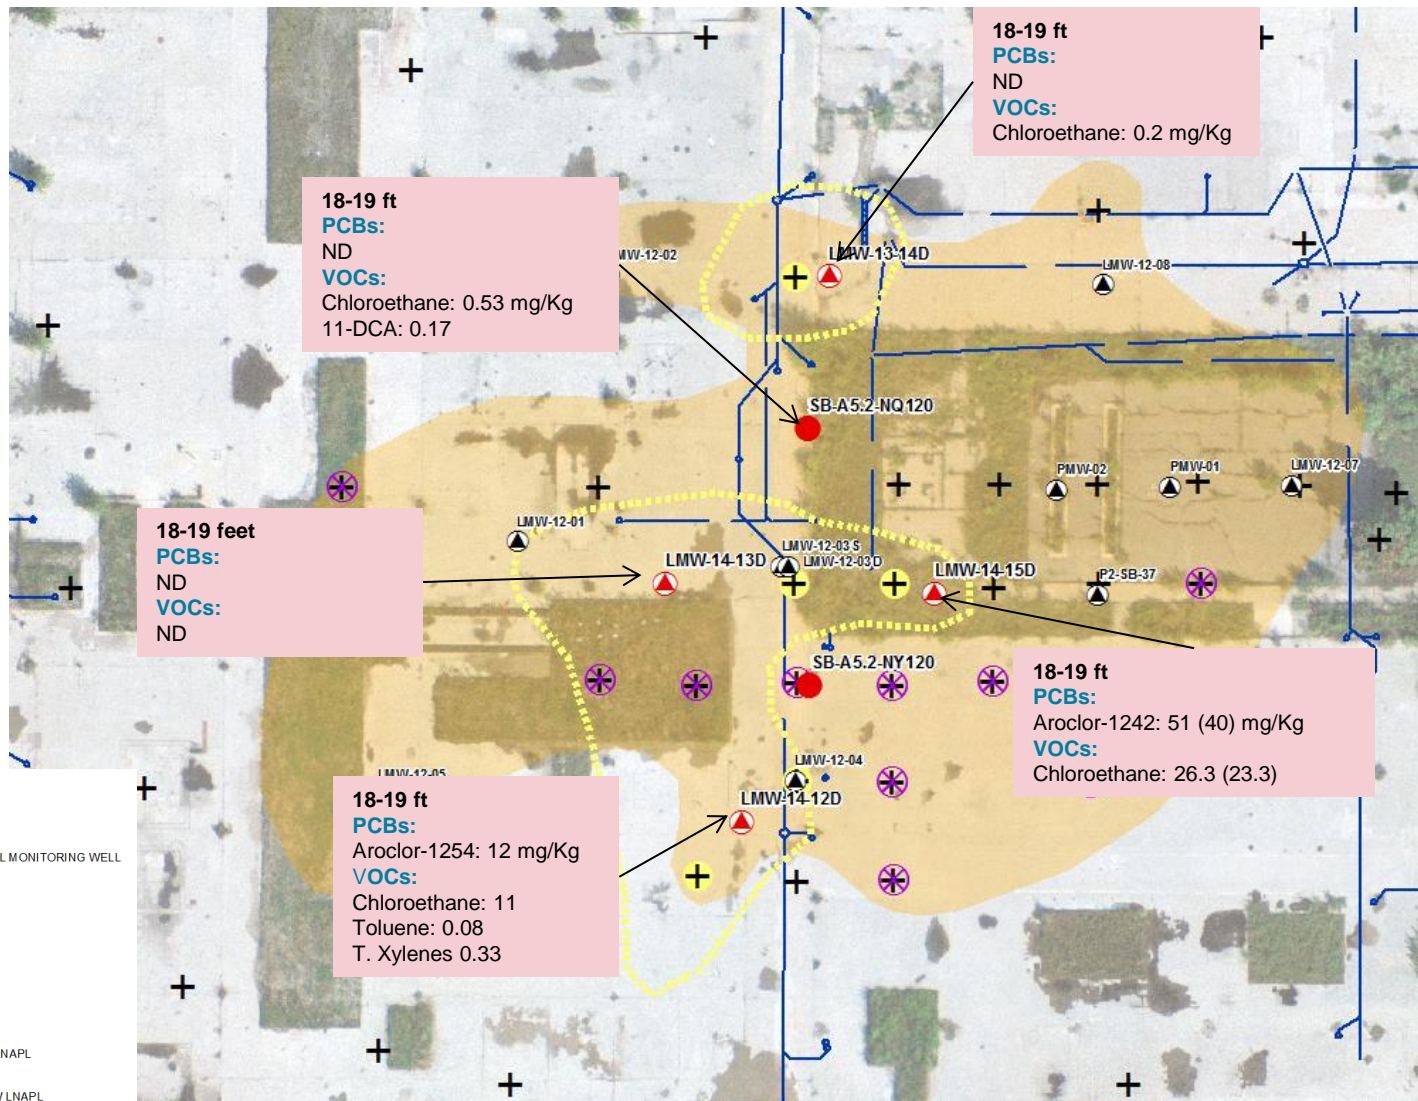 18-19 ft
PCBs:
ND
VOCs:
Chloroethane: 0.2 mg/Kg
18-19 ft
PCBs:
ND
VOCs:
Chloroethane: 0.53 mg/Kg
11-DCA: 0.17
MW-12-02
LMW-13-14D
LMW-12-08
SB-A5.2-NQ120
PMW-02
PMW-01
LMW-12-07
LMW-12-01
18-19 feet
PCBs:
ND
VOCs:
ND
LMW-14-13D
LMW-12-03 S
LMW-12-03 D
LMW-14-15D
P2-SB-37
SB-A5.2-NY120
18-19 ft
PCBs:
Aroclor-1242: 51 (40) mg/Kg
VOCs:
Chloroethane: 26.3 (23.3)
LMW-12-05
LMW-12-04
LMW-14-12D
18-19 ft
PCBs:
Aroclor-1254: 12 mg/Kg
VOCs:
Chloroethane: 11
Toluene: 0.08
T. Xylenes 0.33
L MONITORING WELL
NAPL
/ LNAPL